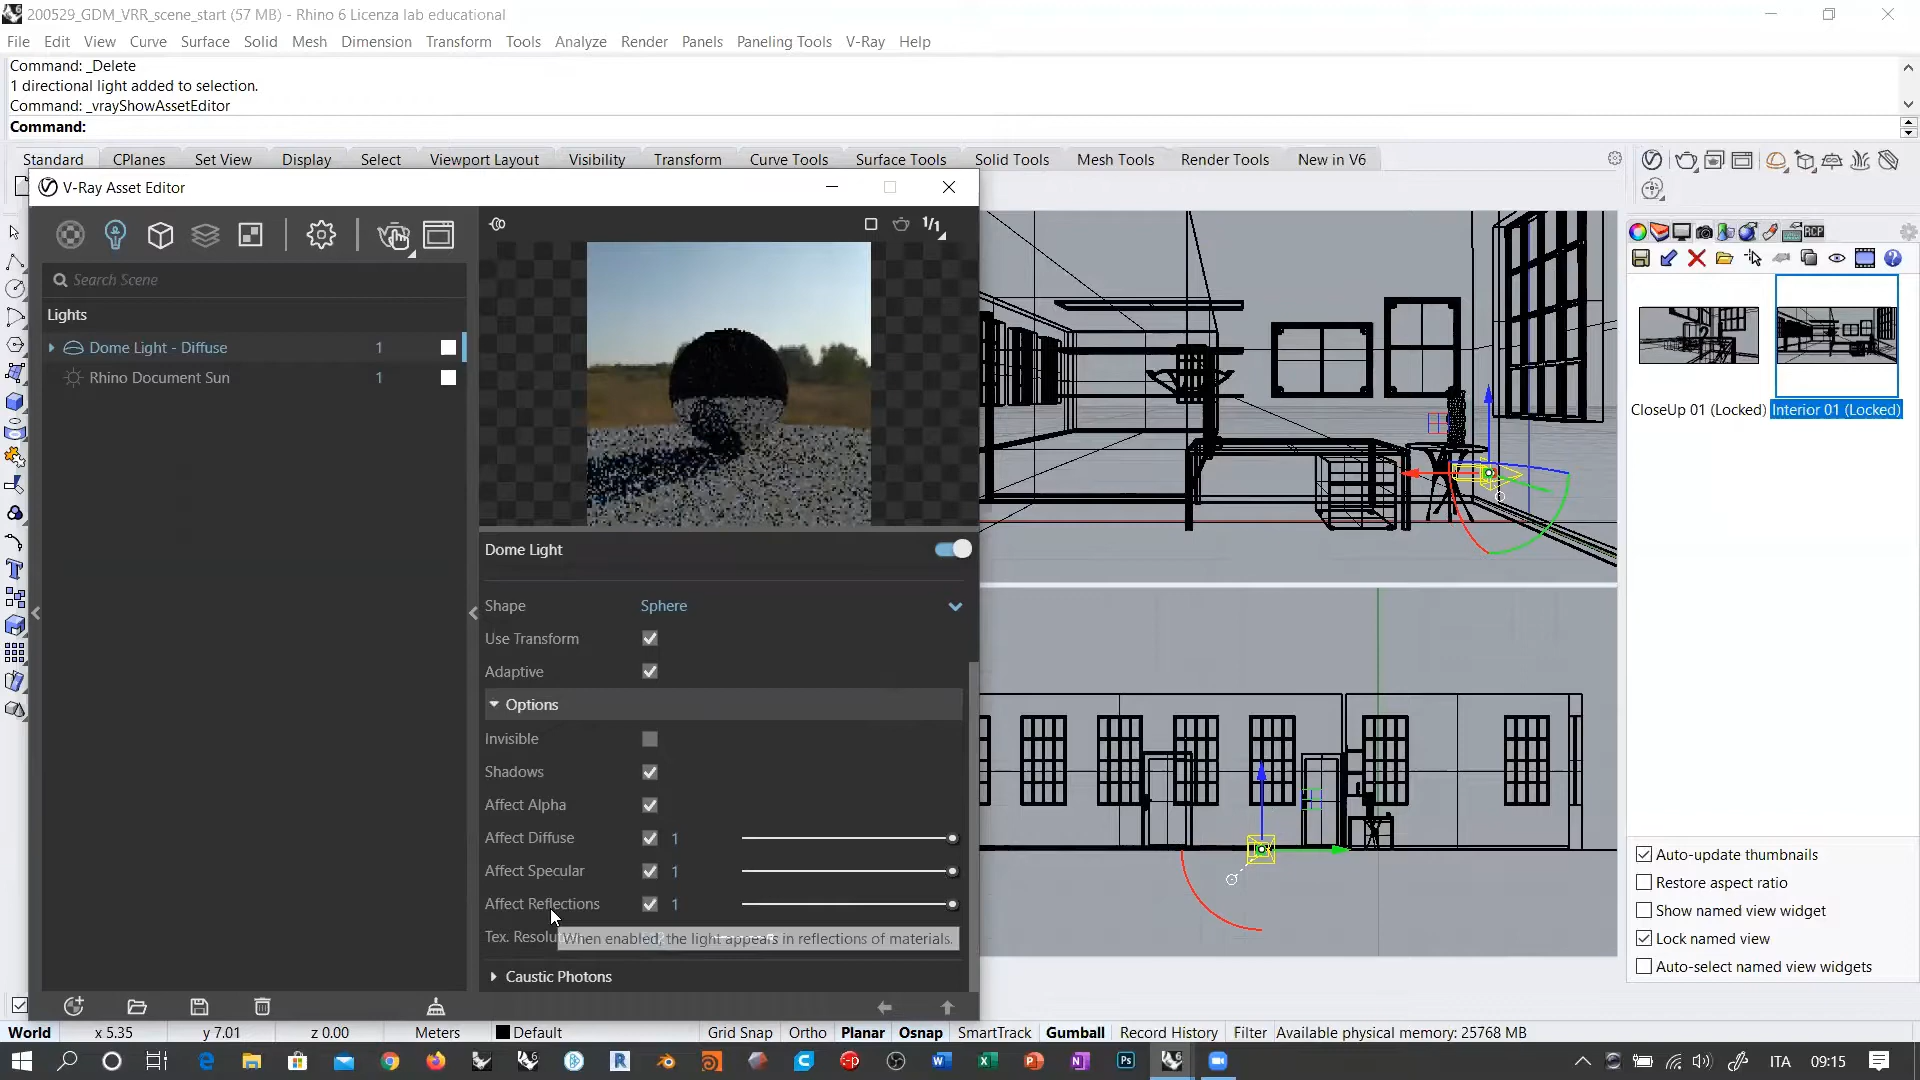 200529_GDM_VRR_scene_start (57 MB) - Rhino 6 Licenza lab educational
File Edit View Curve Surface Solid Mesh Dimension Transform Tools Analyze Render Panels Paneling Tools V-Ray Help
Command: _Delete
1 directional light added to selection.
Command: _vrayShowAssetEditor
Command:
Standard CPlanes Set View Display Select Viewport Layout Visibility Transform Curve Tools Surface Tools Solid Tools Mesh Tools Render Tools New in V6
V-Ray Asset Editor
1/1
RCP
Search Scene
Lights
Dome Light - Diffuse 1
Rhino Document Sun 1
CloseUp 01 (Locked) Interior 01 (Locked)
Dome Light
Shape Sphere
Use Transform
Adaptive
Options
Invisible
Shadows
Affect Alpha
Affect Diffuse 1
Affect Specular 1
Affect Reflections 1
When enabled, the light appears in reflections of materials.
Caustic Photons
Auto-update thumbnails
Restore aspect ratio
Show named view widget
Lock named view
Auto-select named view widgets
World x 5.35 y 7.01 z 0.00 Meters Default Grid Snap Ortho Planar Osnap SmartTrack Gumball Record History Filter Available physical memory: 25768 MB
ITA 09:15